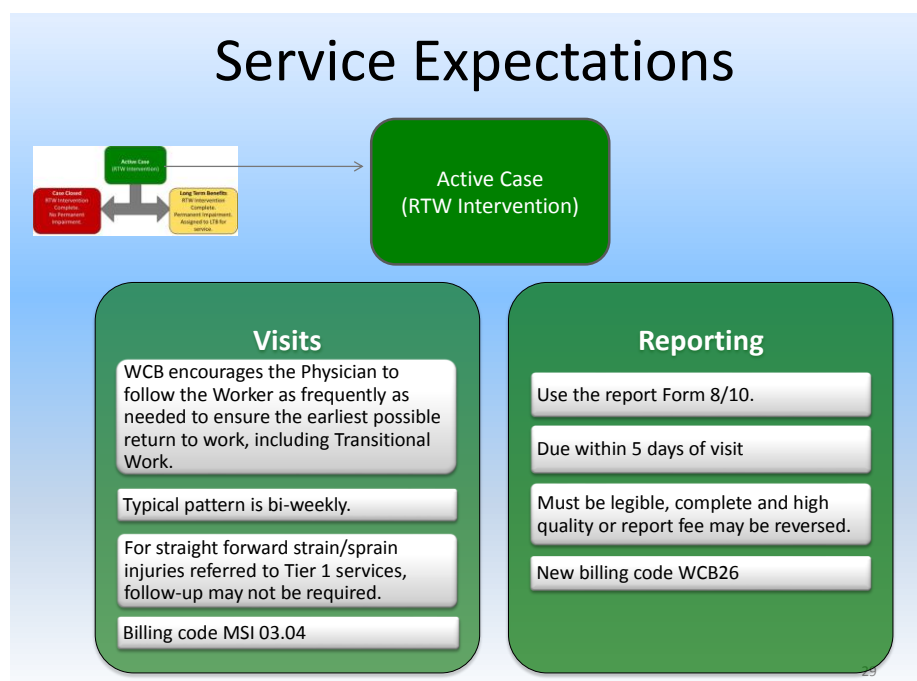 Service Expectations
Active Case
(RTW Intervention)
Case Closed
RTW Intervention
Complete.
No Permanent
Impairment.
Long Term Benefits
RTW Intervention
Complete.
Permanent Impairment.
Assigned to LTB for
service.
Active Case
(RTW Intervention)
Visits
WCB encourages the Physician to
follow the Worker as frequently as
needed to ensure the earliest possible
return to work, including Transitional
Work.
Typical pattern is bi-weekly.
For straight forward strain/sprain
injuries referred to Tier 1 services,
follow-up may not be required.
Billing code MSI 03.04
Reporting
Use the report Form 8/10.
Due within 5 days of visit
Must be legible, complete and high
quality or report fee may be reversed.
New billing code WCB26
29